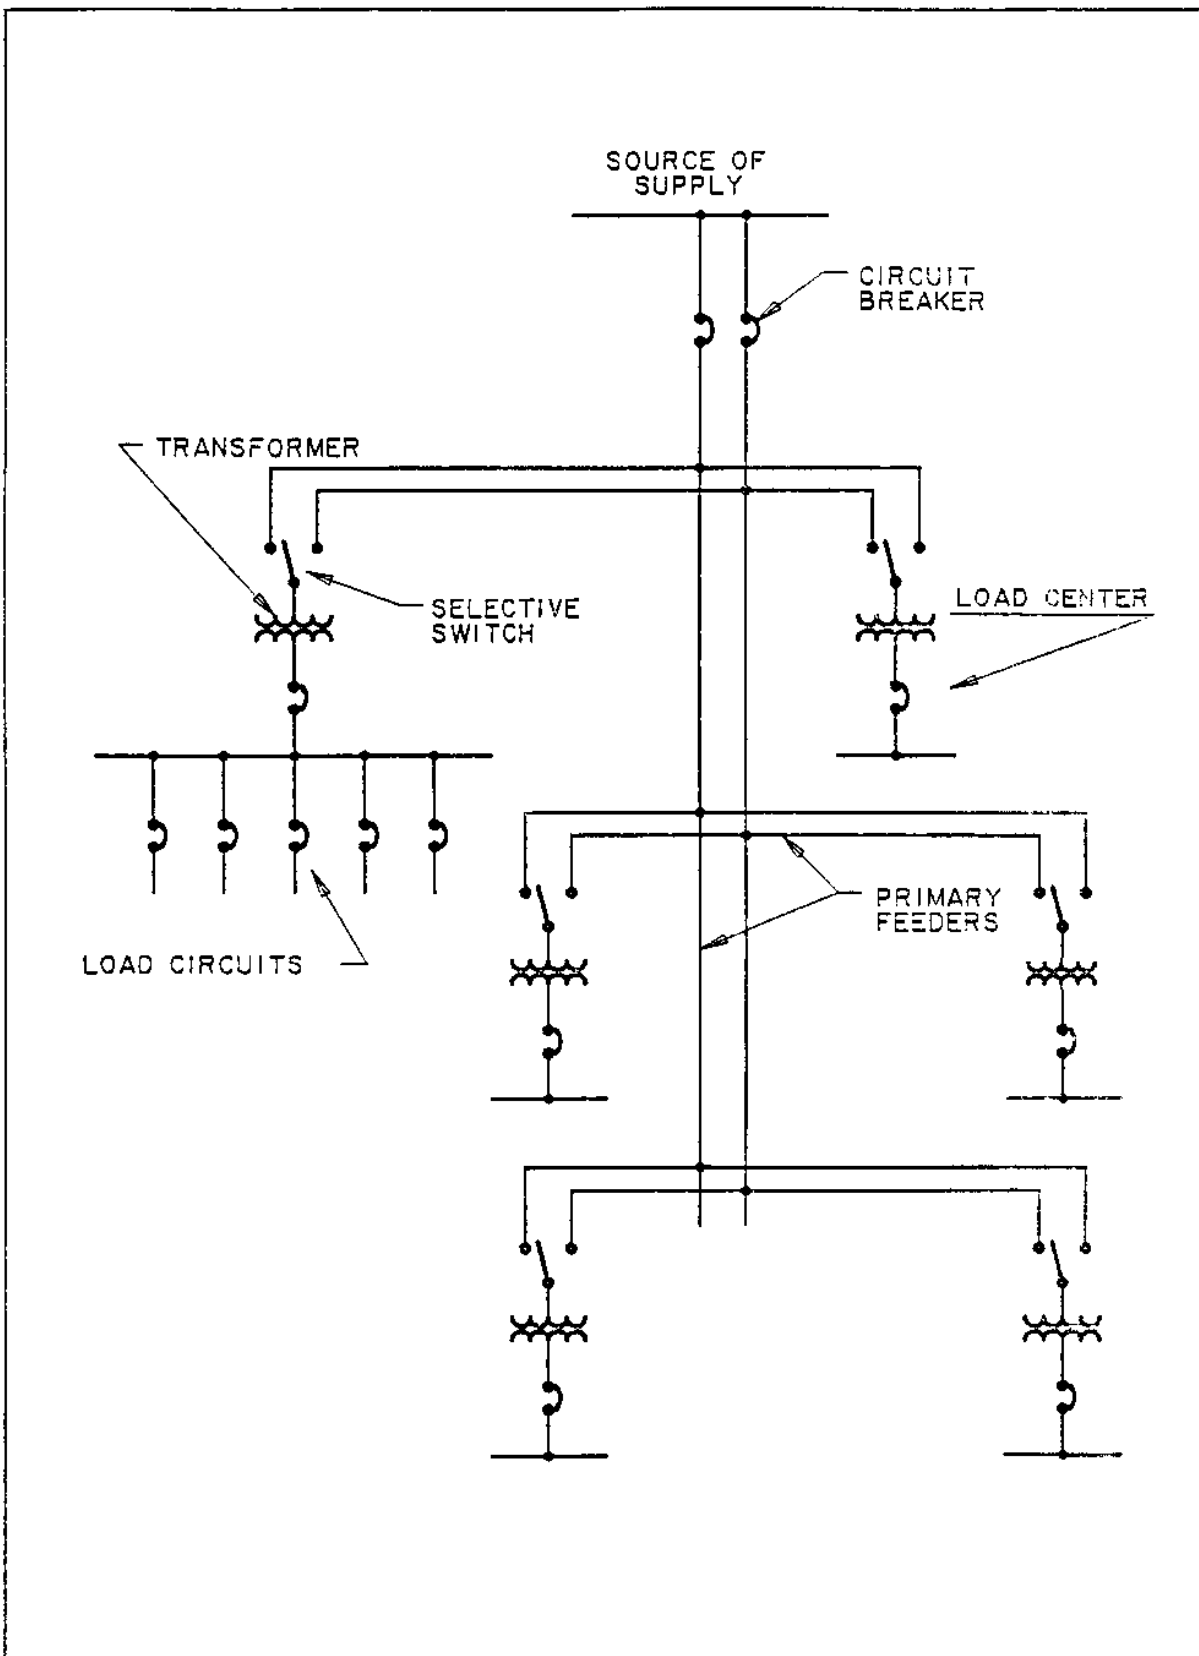 SOURCE OF
SUPPLY
CIRCUIT
BREAKER
TRANSFORMER
SELECTIVE
SWITCH
LOAD CENTER
PRIMARY
FEEDERS
LOAD CIRCUITS